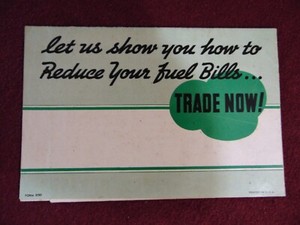 let us show you how to
Reduce Your fuel Bills...
TRADE NOW!